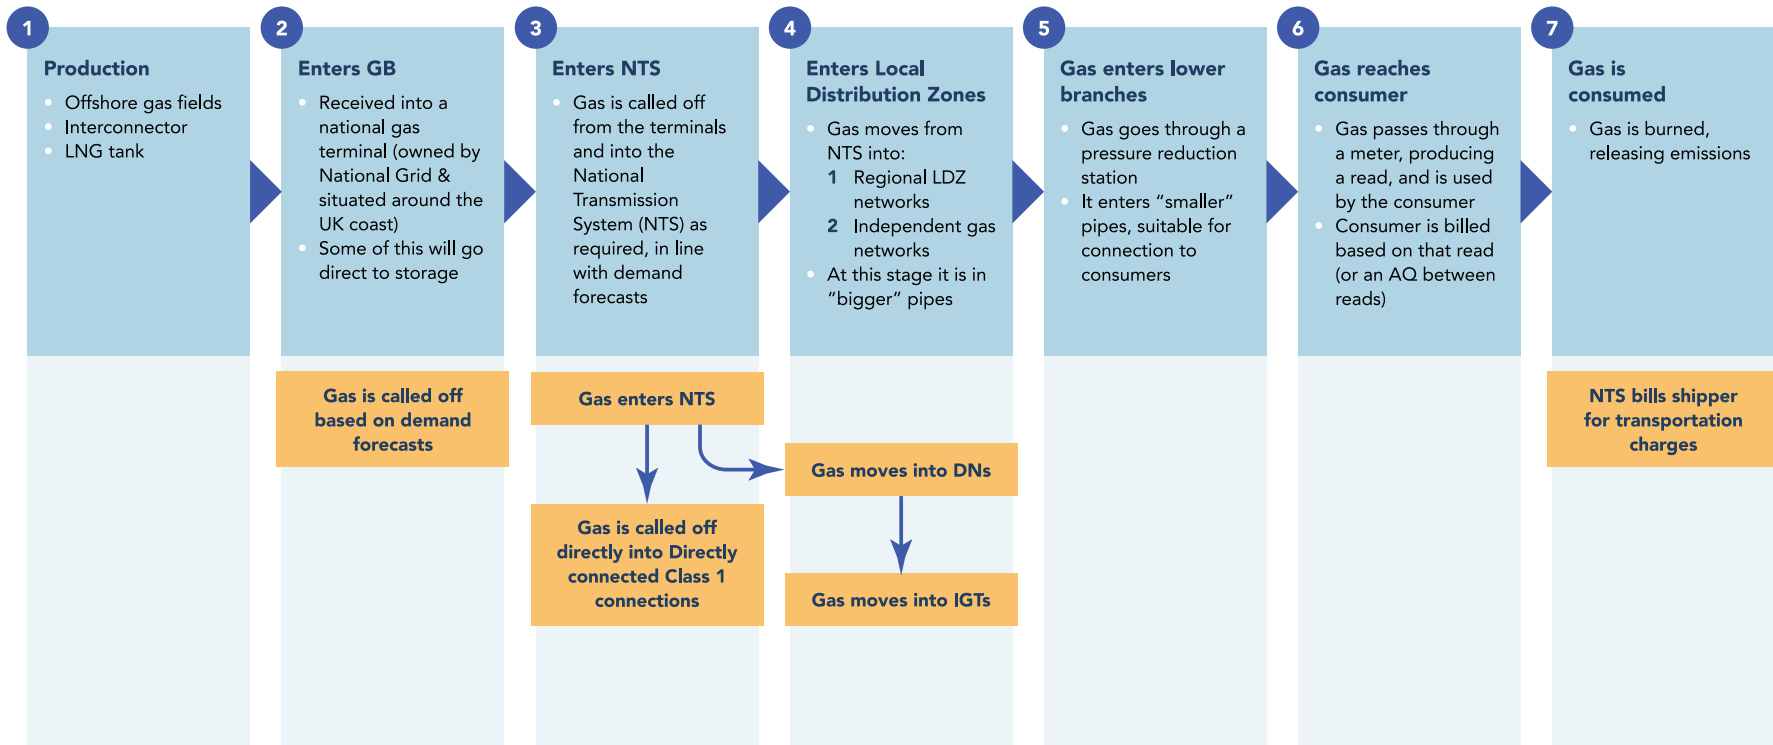 1
Production
• Offshore gas fields
• Interconnector
• LNG tank
2
Enters GB
• Received into a
national gas
terminal (owned by
National Grid &
situated around the
UK coast)
• Some of this will go
direct to storage
3
Enters NTS
• Gas is called off
from the terminals
and into the
National
Transmission
System (NTS) as
required, in line
with demand
forecasts
4
Enters Local
Distribution Zones
• Gas moves from
NTS into:
1 Regional LDZ
networks
2 Independent gas
networks
• At this stage it is in
“bigger” pipes
5
Gas enters lower
branches
• Gas goes through a
pressure reduction
station
• It enters “smaller”
pipes, suitable for
connection to
consumers
6
Gas reaches
consumer
• Gas passes through
a meter, producing
a read, and is used
by the consumer
• Consumer is billed
based on that read
(or an AQ between
reads)
7
Gas is
consumed
• Gas is burned,
releasing emissions
Gas is called off
based on demand
forecasts
Gas enters NTS
Gas is called off
directly into Directly
connected Class 1
connections
Gas moves into DNs
Gas moves into IGTs
NTS bills shipper
for transportation
charges